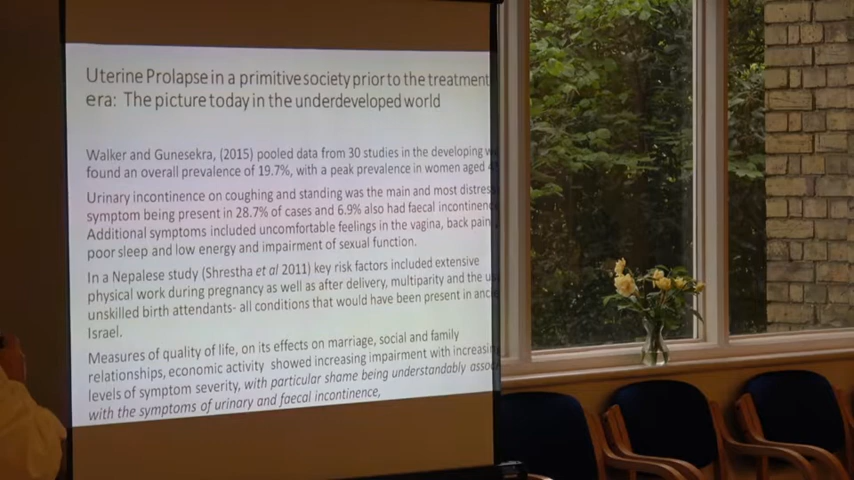 Uterine Prolapse in a primitive society prior to the treatment
era: The picture today in the underdeveloped world
Walker and Gunesekra, (2015) pooled data from 30 studies in the developing
found an overall prevalence of 19.7%, with a peak prevalence in women aged
Urinary incontinence on coughing and standing was the main and most distres
symptom being present in 28.7% of cases and 6.9% also had faecal incontinenc
Additional symptoms included uncomfortable feelings in the vagina, back pain
poor sleep and low energy and impairment of sexual function.
In a Nepalese study (Shrestha et al 2011) key risk factors included extensive
physical work during pregnancy as well as after delivery, multiparity and the us
unskilled birth attendants- all conditions that would have been present in anci
Israel.
Measures of quality of life, on its effects on marriage, social and family
relationships, economic activity showed increasing impairment with increasin
levels of symptom severity, with particular shame being understandably assoc
with the symptoms of urinary and faecal incontinence,